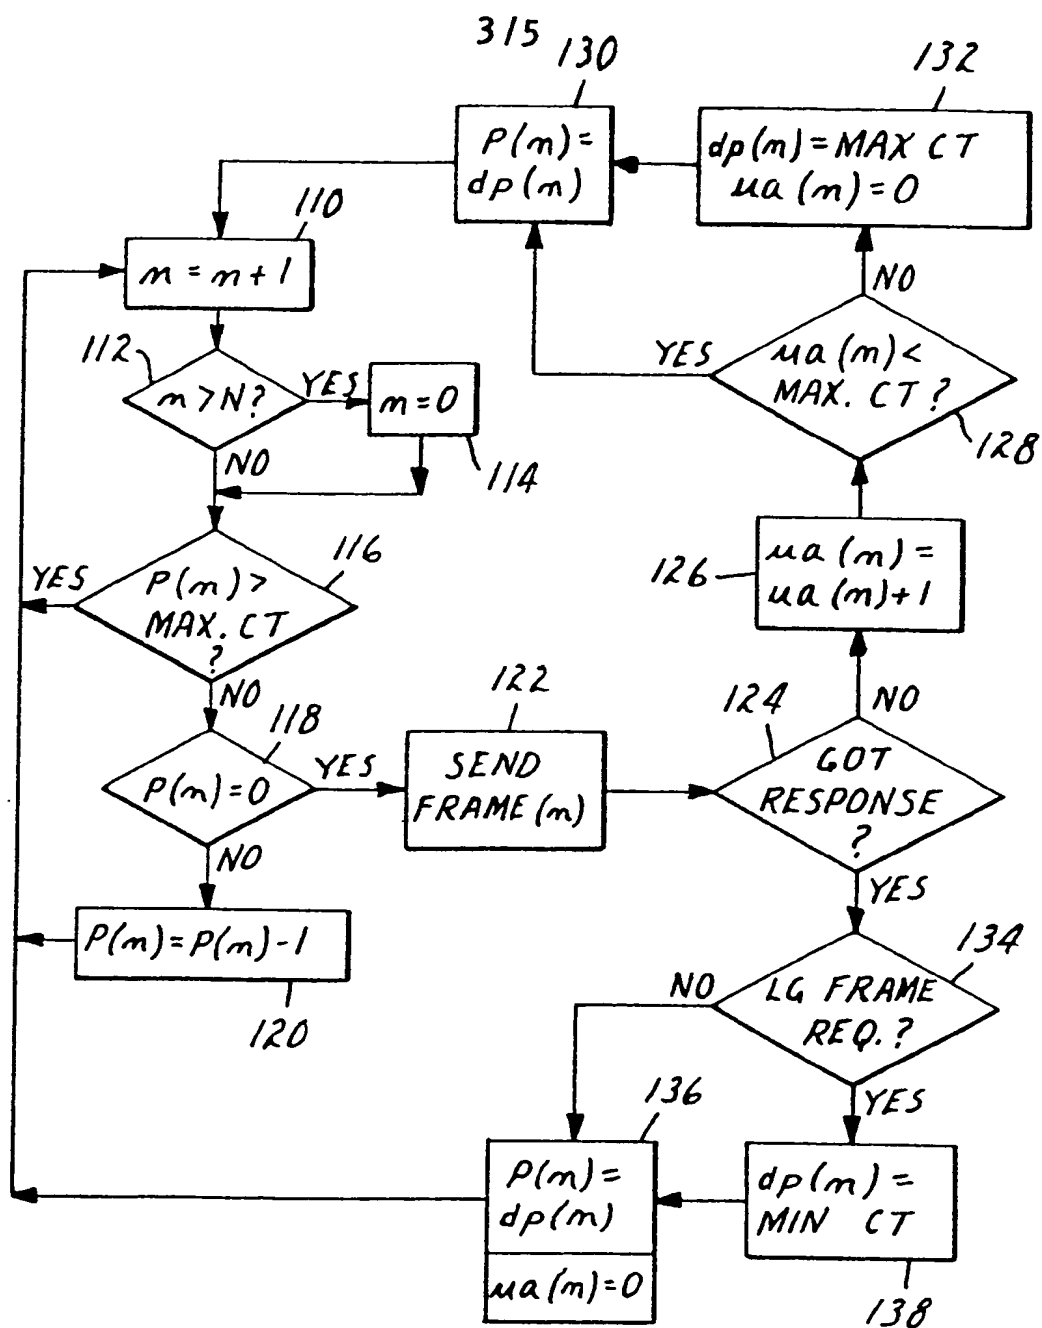 315
130
132
P(n)=
dp(n)
dp(n)=MAX CT
ua(n)=0
110
n=n+1
NO
112
n>N?
YES
n=0
114
NO
YES
ua(n)<
MAX. CT ?
128
116
YES
P(n)>
MAX. CT
?
NO
126
ua(n)=
ua(n)+1
118
P(n)=0
YES
NO
122
SEND
FRAME(n)
124
NO
GOT
RESPONSE
?
YES
P(n)=P(n)-1
120
134
NO
LG FRAME
REQ.?
YES
136
P(n)=
dp(n)
ua(n)=0
dp(n)=
MIN CT
138